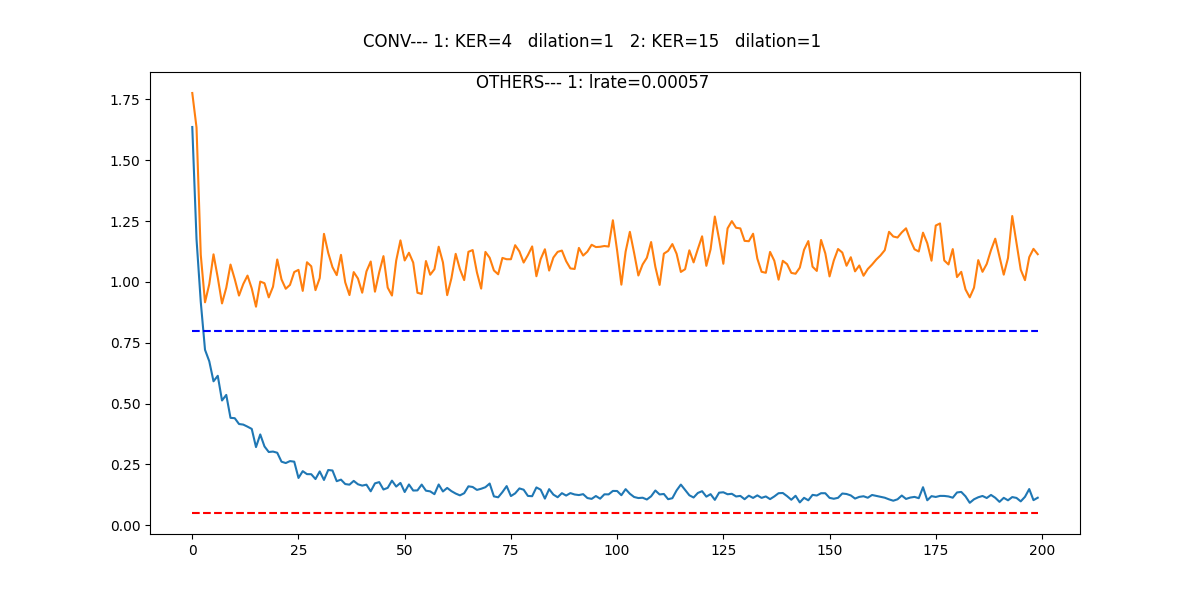 CONV--- 1: KER=4   dilation=1   2: KER=15   dilation=1
OTHERS--- 1: lrate=0.00057
1.75
1.50
1.25
1.00
0.75
0.50
0.25
0.00
0 25 50 75 100 125 150 175 200